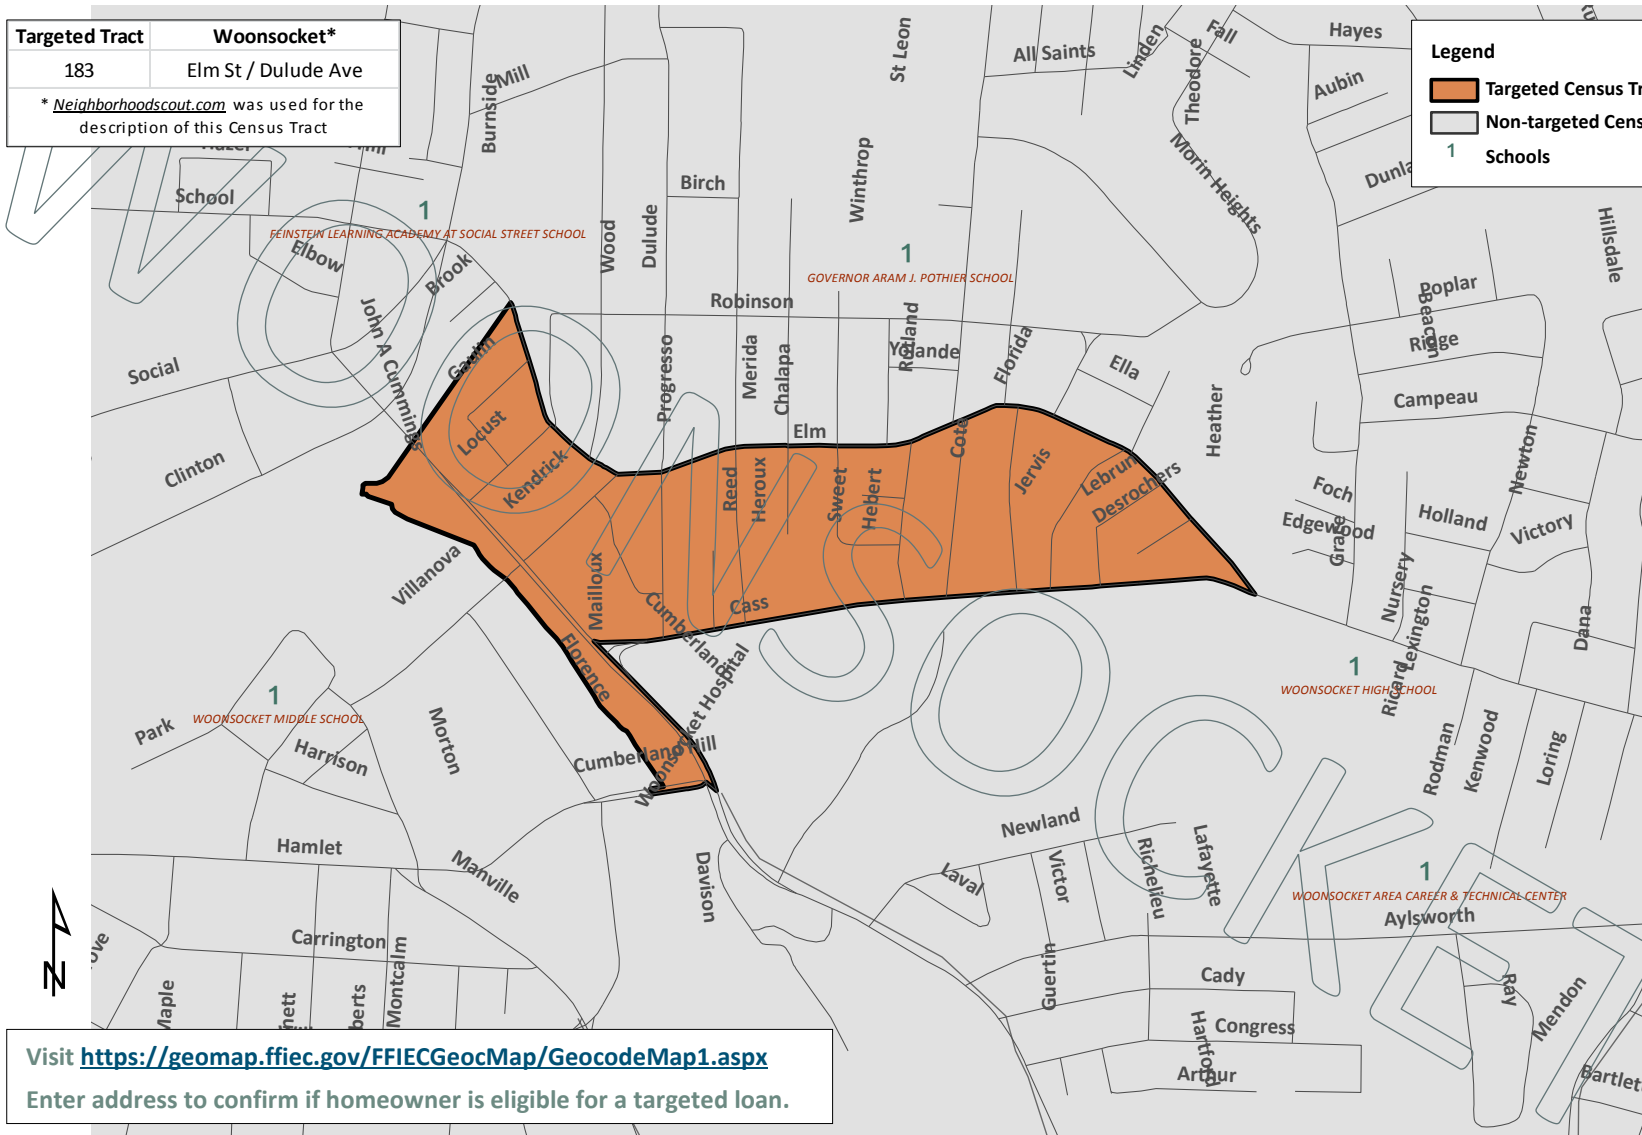 Targeted Tract Woonsocket*
183 Elm St / Dulude Ave
* Neighborhoodscout.com was used for the
description of this Census Tract
Legend
Targeted Census Tr
Non-targeted Cens
1 Schools
St Leon
All Saints
Linden
Fall
Theodore
Hayes
Aubin
Dunla
Morin Heights
Hillsdale
Burnside
Mill
Hazel
School
1
FEINSTEIN LEARNING ACADEMY AT SOCIAL STREET SCHOOL
Elbow
Brook
Birch
Wood
Dulude
Winthrop
1
GOVERNOR ARAM J. POTHIER SCHOOL
Robinson
John A Cummings
Gaulin
Social
Clinton
Locust
Kendrick
Progresso
Merida
Chalapa
Rutland
Yolande
Florida
Ella
Heather
Poplar
Beacon
Ridge
Campeau
Newton
Elm
Cote
Jervis
Lebrun
Desrochers
Reed
Heroux
Sweet
Hebert
Foch
Edgewood
Grace
Holland
Victory
Nursery
Lexington
Ricard
Dana
Villanova
Mailloux
Cass
Cumberland
Florence
Woonsocket Hospital
Cumberland Hill
1
WOONSOCKET HIGH SCHOOL
1
WOONSOCKET MIDDLE SCHOOL
Park
Harrison
Morton
Rodman
Kenwood
Loring
Hamlet
Manville
Davison
Newland
Laval
Victor
Richelieu
Lafayette
1
WOONSOCKET AREA CAREER & TECHNICAL CENTER
Aylsworth
Carrington
Montcalm
Maple
nett
berts
ove
Guertin
Cady
Congress
Hartford
Arthur
Ray
Mendon
Bartlet
WOONSOCKET
N
Visit https://geomap.ffiec.gov/FFIECGeocMap/GeocodeMap1.aspx
Enter address to confirm if homeowner is eligible for a targeted loan.